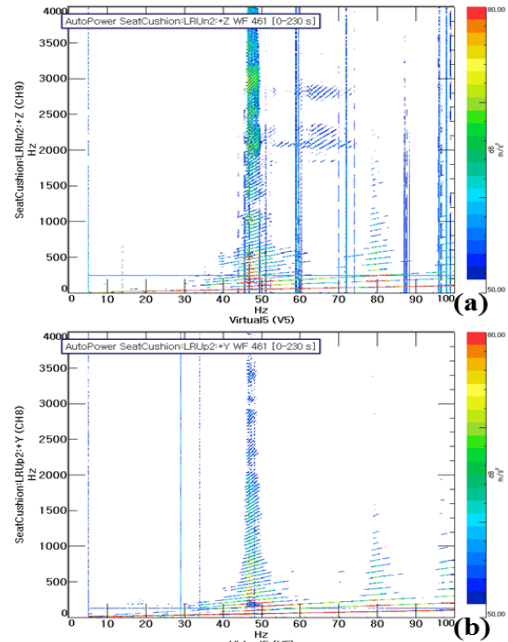 AutoPower SeatCushion:LRUn2:+Z WF 461 [0-230 s]
80,00
4000
3500
3000
2500
2000
1500
1000
500
0
SeatCushion:LRUn2:+Z (CH9)
Hz
dB
m/s²
50,00
0
10
20
30
40
50
60
70
80
90
100
Hz
Virtual5 (V5)
(a)
AutoPower SeatCushion:LRUp2:+Y WF 461 [0-230 s]
80,00
4000
3500
3000
2500
2000
1500
1000
500
0
SeatCushion:LRUp2:+Y (CH8)
Hz
dB
m/s²
50,00
0
10
20
30
40
50
60
70
80
90
100
Hz
(b)